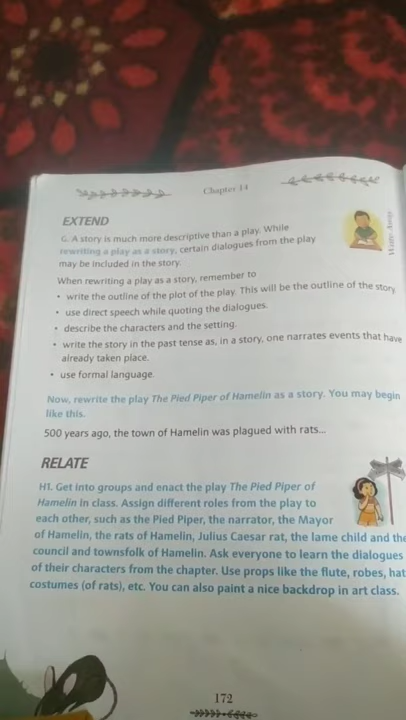 Chapter 14
EXTEND
G. A story is much more descriptive than a play. While
rewriting a play as a story, certain dialogues from the play
may be included in the story.
When rewriting a play as a story, remember to
• write the outline of the plot of the play. This will be the outline of the story.
• use direct speech while quoting the dialogues.
• describe the characters and the setting.
• write the story in the past tense as, in a story, one narrates events that have
already taken place.
• use formal language.
Now, rewrite the play The Pied Piper of Hamelin as a story. You may begin
like this.
500 years ago, the town of Hamelin was plagued with rats...
RELATE
H1. Get into groups and enact the play The Pied Piper of
Hamelin in class. Assign different roles from the play to
each other, such as the Pied Piper, the narrator, the Mayor
of Hamelin, the rats of Hamelin, Julius Caesar rat, the lame child and the
council and townsfolk of Hamelin. Ask everyone to learn the dialogues
of their characters from the chapter. Use props like the flute, robes, hat
costumes (of rats), etc. You can also paint a nice backdrop in art class.
172